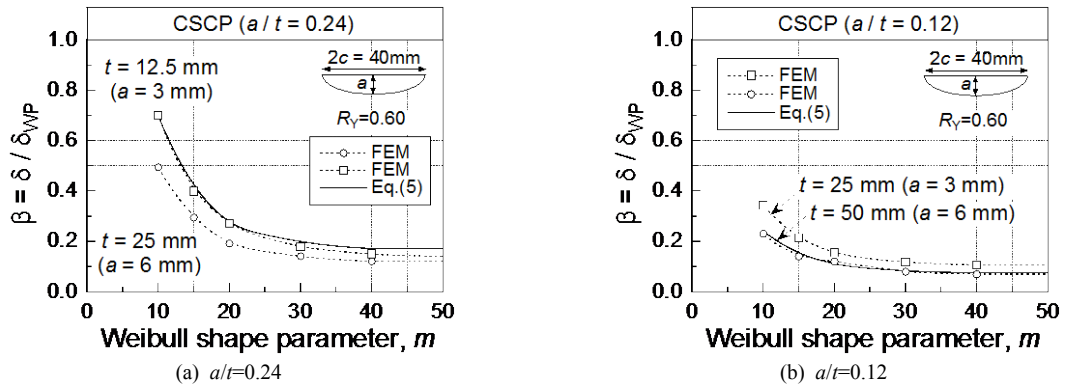 CSCP (a / t = 0.24)
1.0
0.8
0.6
0.4
0.2
0.0
β = δ / δWP
t = 12.5 mm
(a = 3 mm)
2c = 40mm
a
RY=0.60
FEM
FEM
Eq.(5)
t = 25 mm
(a = 6 mm)
0 10 20 30 40 50
Weibull shape parameter, m
(a) a/t=0.24
CSCP (a / t = 0.12)
1.0
0.8
0.6
0.4
0.2
0.0
β = δ / δWP
FEM
FEM
Eq.(5)
2c = 40mm
a
RY=0.60
t = 25 mm (a = 3 mm)
t = 50 mm (a = 6 mm)
0 10 20 30 40 50
Weibull shape parameter, m
(b) a/t=0.12